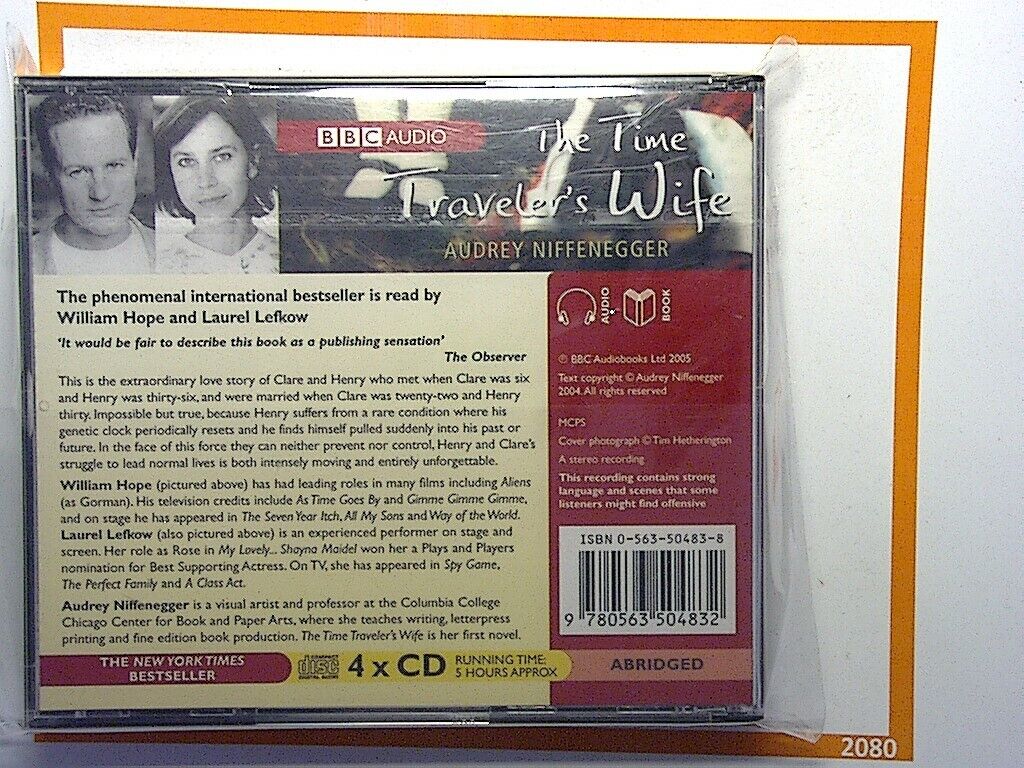 BBC AUDIO
The Time
Traveler's Wife
AUDREY NIFFENEGGER
The phenomenal international bestseller is read by
William Hope and Laurel Lefkow
'It would be fair to describe this book as a publishing sensation'
The Observer
This is the extraordinary love story of Clare and Henry who met when Clare was six
and Henry was thirty-six, and were married when Clare was twenty-two and Henry
thirty. Impossible but true, because Henry suffers from a rare condition where his
genetic clock periodically resets and he finds himself pulled suddenly into his past or
future. In the face of this force they can neither prevent nor control, Henry and Clare's
struggle to lead normal lives is both intensely moving and entirely unforgettable.
William Hope (pictured above) has had leading roles in many films including Aliens
(as Gorman). His television credits include As Time Goes By and Gimme Gimme Gimme,
and on stage he has appeared in The Seven Year Itch, All My Sons and Way of the World.
Laurel Lefkow (also pictured above) is an experienced performer on stage and
screen. Her role as Rose in My Lovely... Shayna Maidel won her a Plays and Players
nomination for Best Supporting Actress. On TV, she has appeared in Spy Game,
The Perfect Family and A Class Act.
Audrey Niffenegger is a visual artist and professor at the Columbia College
Chicago Center for Book and Paper Arts, where she teaches writing, letterpress
printing and fine edition book production. The Time Traveler's Wife is her first novel.
THE NEW YORK TIMES
BESTSELLER
COMPACT
disc
DIGITAL AUDIO
4 x CD
RUNNING TIME:
5 HOURS APPROX
AUDIO
BOOK
℗ BBC Audiobooks Ltd 2005
Text copyright © Audrey Niffenegger
2004. All rights reserved
MCPS
Cover photograph © Tim Hetherington
A stereo recording
This recording contains strong
language and scenes that some
listeners might find offensive
ISBN 0-563-50483-8
9 780563 504832
ABRIDGED
2080